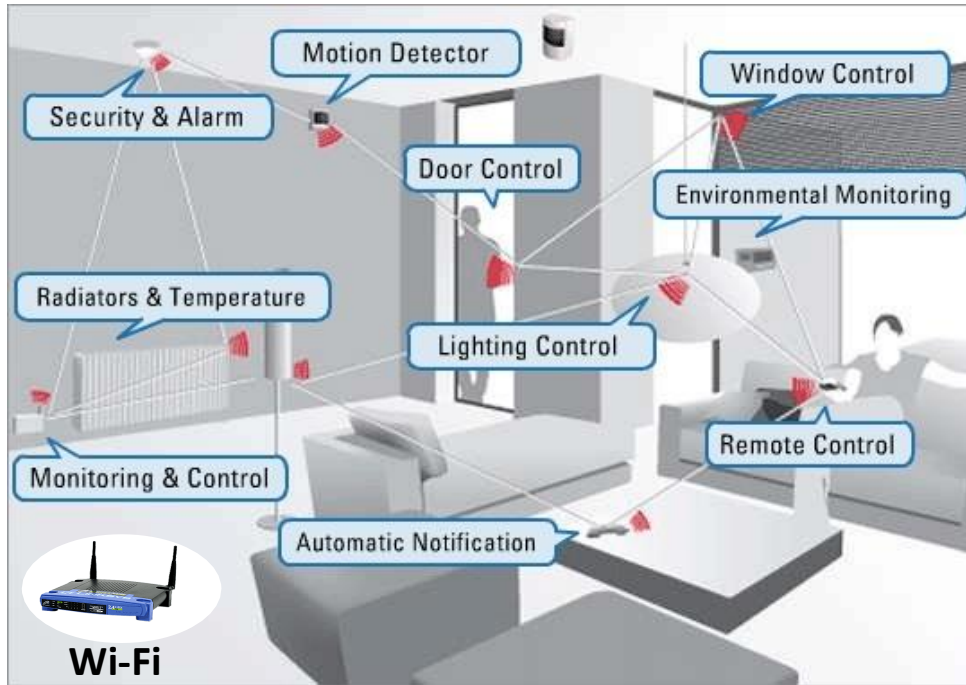 Motion Detector
Window Control
Security & Alarm
Door Control
Environmental Monitoring
Radiators & Temperature
Lighting Control
Remote Control
Monitoring & Control
Automatic Notification
Wi-Fi